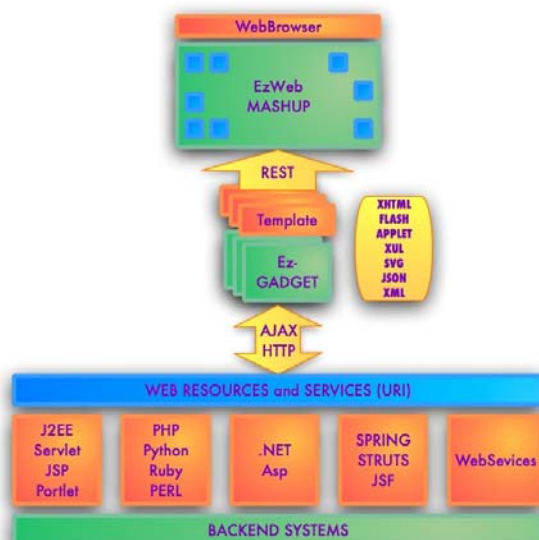 WebBrowser
EzWeb
MASHUP
REST
Template
Ez-
GADGET
XHTML
FLASH
APPLET
XUL
SVG
JSON
XML
AJAX
HTTP
WEB RESOURCES and SERVICES (URI)
J2EE
Servlet
JSP
Portlet
PHP
Python
Ruby
PERL
.NET
Asp
SPRING
STRUTS
JSF
WebSevices
BACKEND SYSTEMS